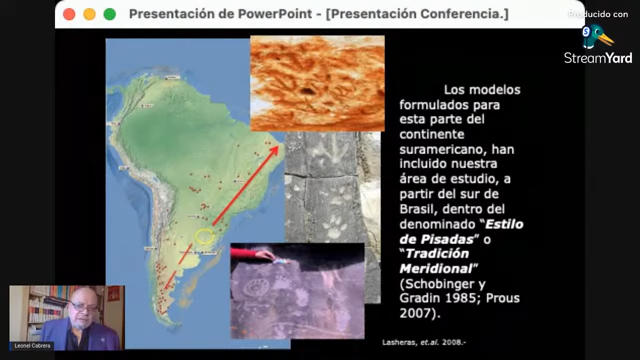 Presentación de PowerPoint - [Presentación Conferencia.]
Producido con
StreamYard
Los modelos
formulados para
esta parte del
continente
suramericano, han
incluido nuestra
área de estudio, a
partir del sur de
Brasil, dentro del
denominado "Estilo
de Pisadas" o
"Tradición
Meridional"
(Schobinger y
Gradin 1985; Prous
2007).
Lasheras, et.al. 2008.-
Leonel Cabrera